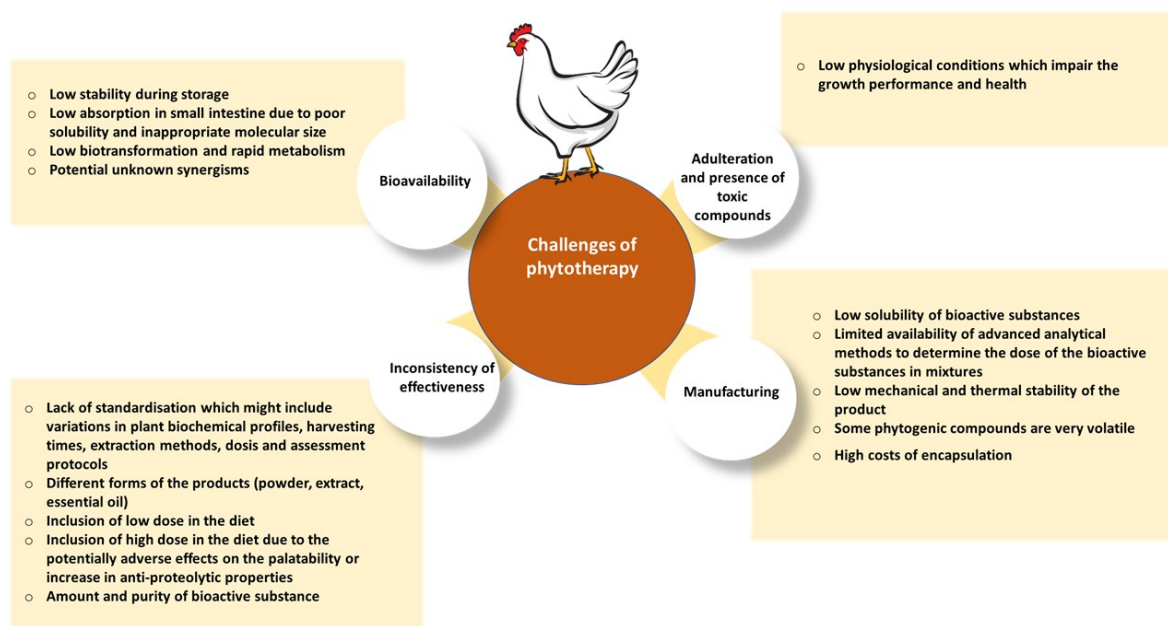 Challenges of
phytotherapy
Bioavailability
○ Low stability during storage
○ Low absorption in small intestine due to poor
solubility and inappropriate molecular size
○ Low biotransformation and rapid metabolism
○ Potential unknown synergisms
Adulteration
and presence of
toxic
compounds
○ Low physiological conditions which impair the
growth performance and health
Inconsistency of
effectiveness
○ Lack of standardisation which might include
variations in plant biochemical profiles, harvesting
times, extraction methods, dosis and assessment
protocols
○ Different forms of the products (powder, extract,
essential oil)
○ Inclusion of low dose in the diet
○ Inclusion of high dose in the diet due to the
potentially adverse effects on the palatability or
increase in anti-proteolytic properties
○ Amount and purity of bioactive substance
Manufacturing
○ Low solubility of bioactive substances
○ Limited availability of advanced analytical
methods to determine the dose of the bioactive
substances in mixtures
○ Low mechanical and thermal stability of the
product
○ Some phytogenic compounds are very volatile
○ High costs of encapsulation